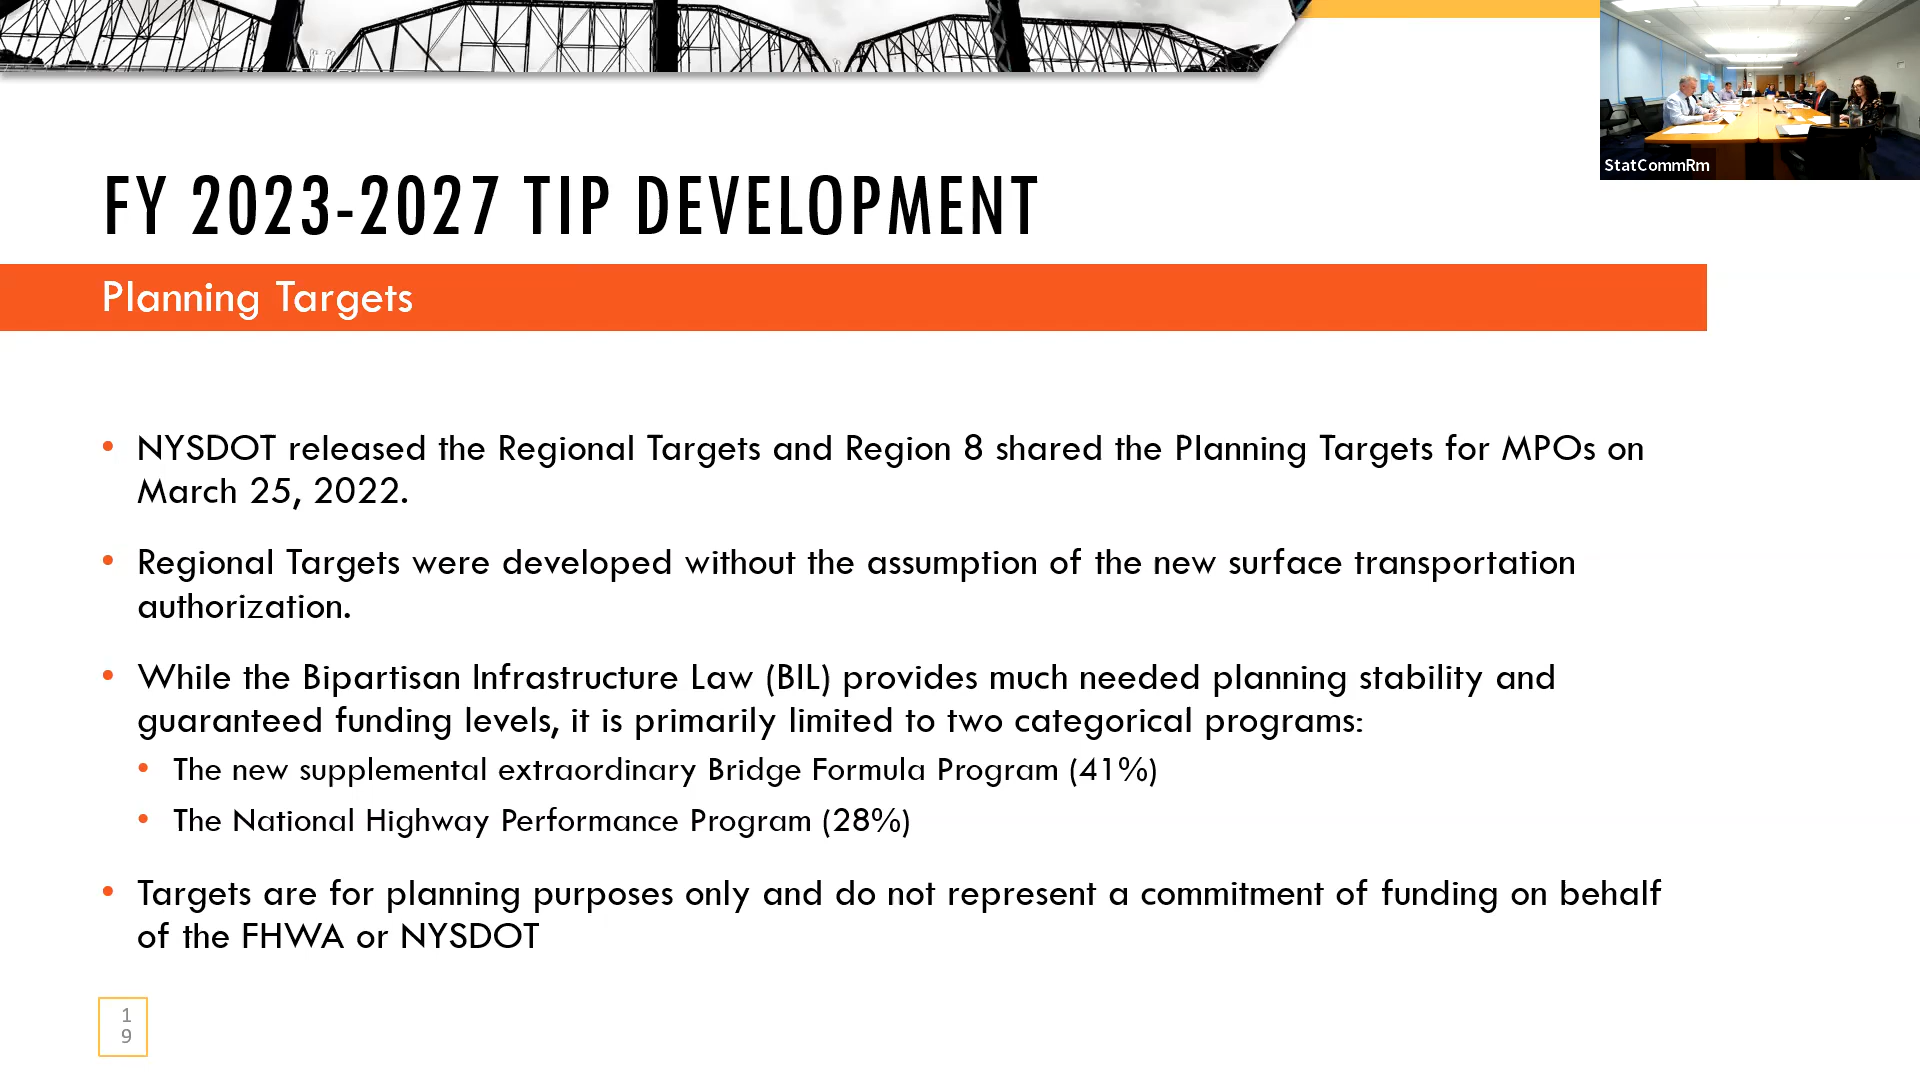 StatCommRm
FY 2023-2027 TIP DEVELOPMENT
Planning Targets
• NYSDOT released the Regional Targets and Region 8 shared the Planning Targets for MPOs on
March 25, 2022.
• Regional Targets were developed without the assumption of the new surface transportation
authorization.
• While the Bipartisan Infrastructure Law (BIL) provides much needed planning stability and
guaranteed funding levels, it is primarily limited to two categorical programs:
• The new supplemental extraordinary Bridge Formula Program (41%)
• The National Highway Performance Program (28%)
• Targets are for planning purposes only and do not represent a commitment of funding on behalf
of the FHWA or NYSDOT
1
9